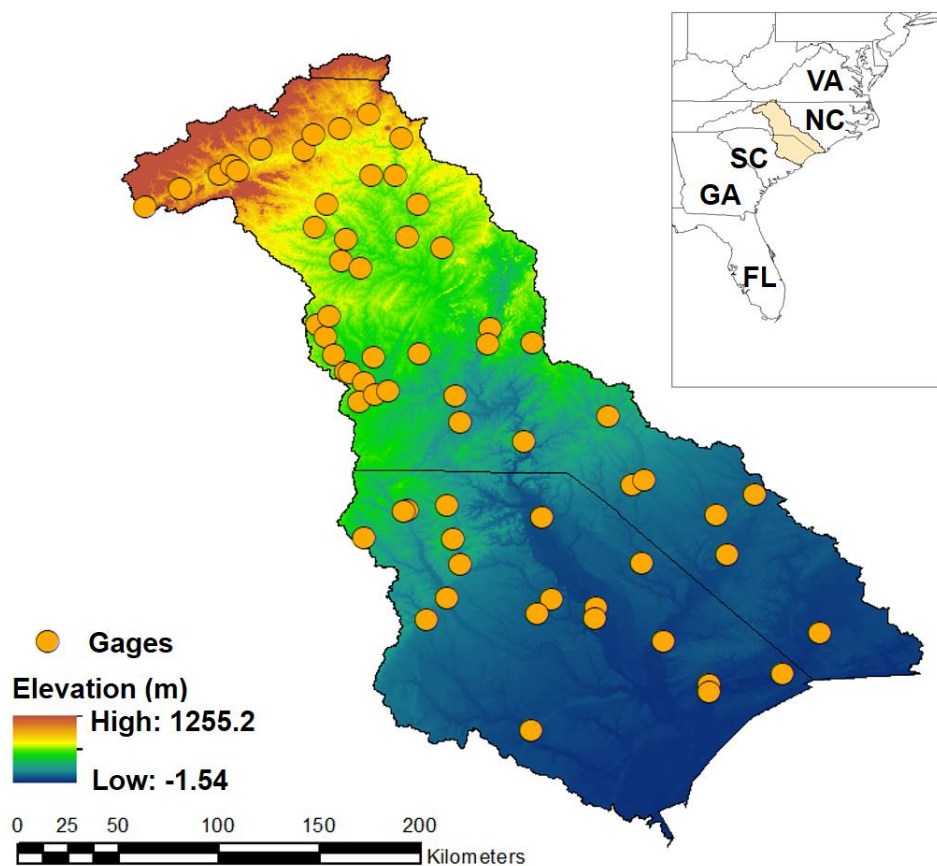 VA
NC
SC
GA
FL
Gages
Elevation (m)
High: 1255.2
Low: -1.54
0 25 50 100 150 200
Kilometers